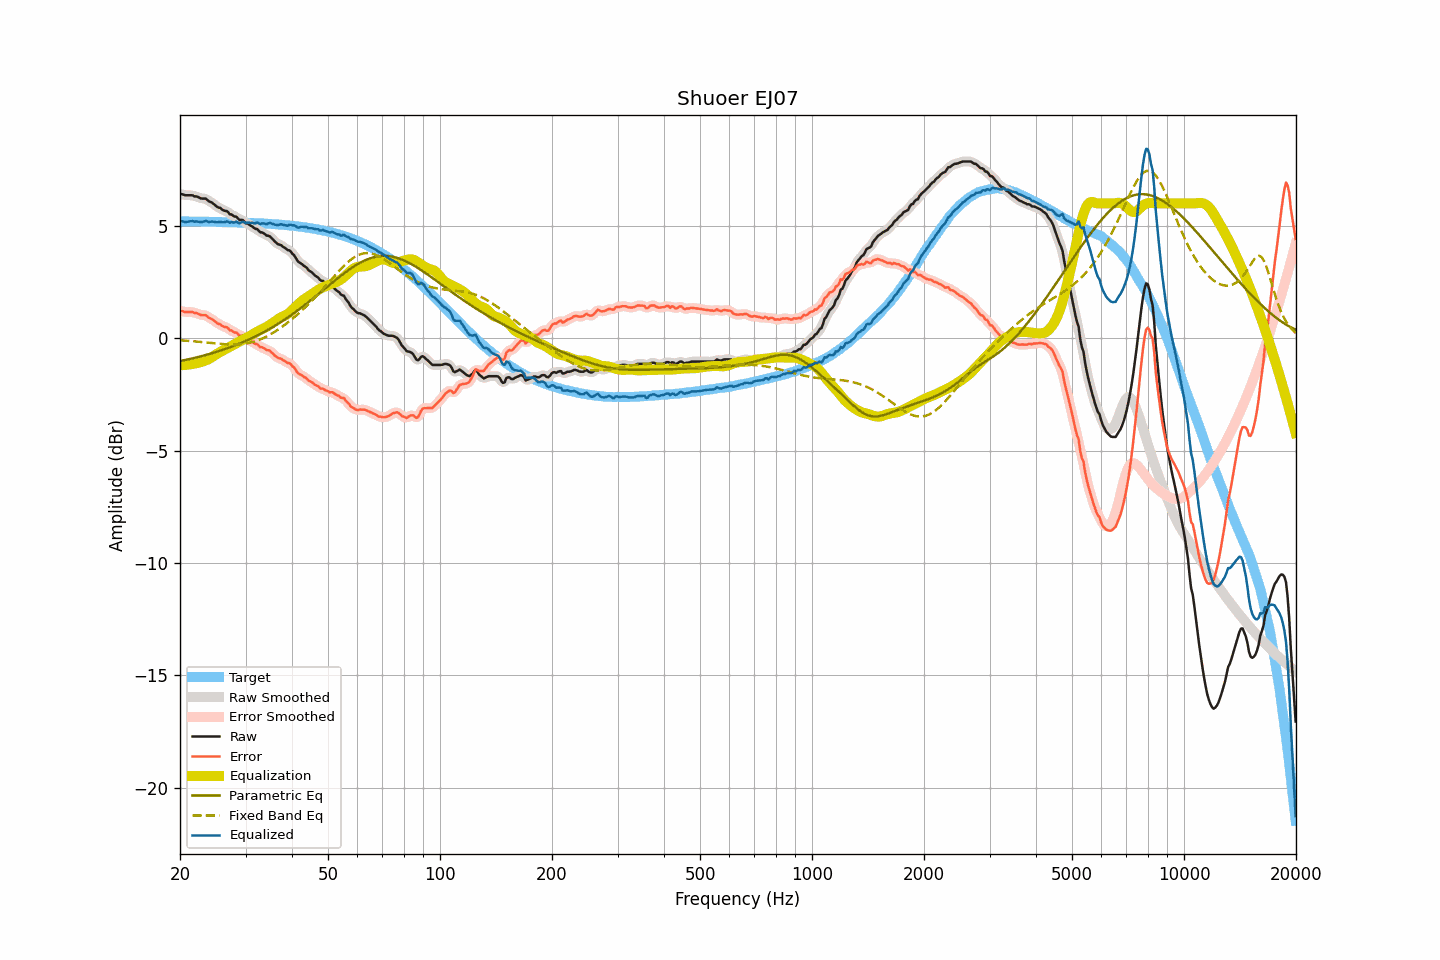 Shuoer EJ07
Amplitude (dBr)
5
0
−5
−10
−15
−20
Target
Raw Smoothed
Error Smoothed
Raw
Error
Equalization
Parametric Eq
Fixed Band Eq
Equalized
20 50 100 200 500 1000 2000 5000 10000 20000
Frequency (Hz)